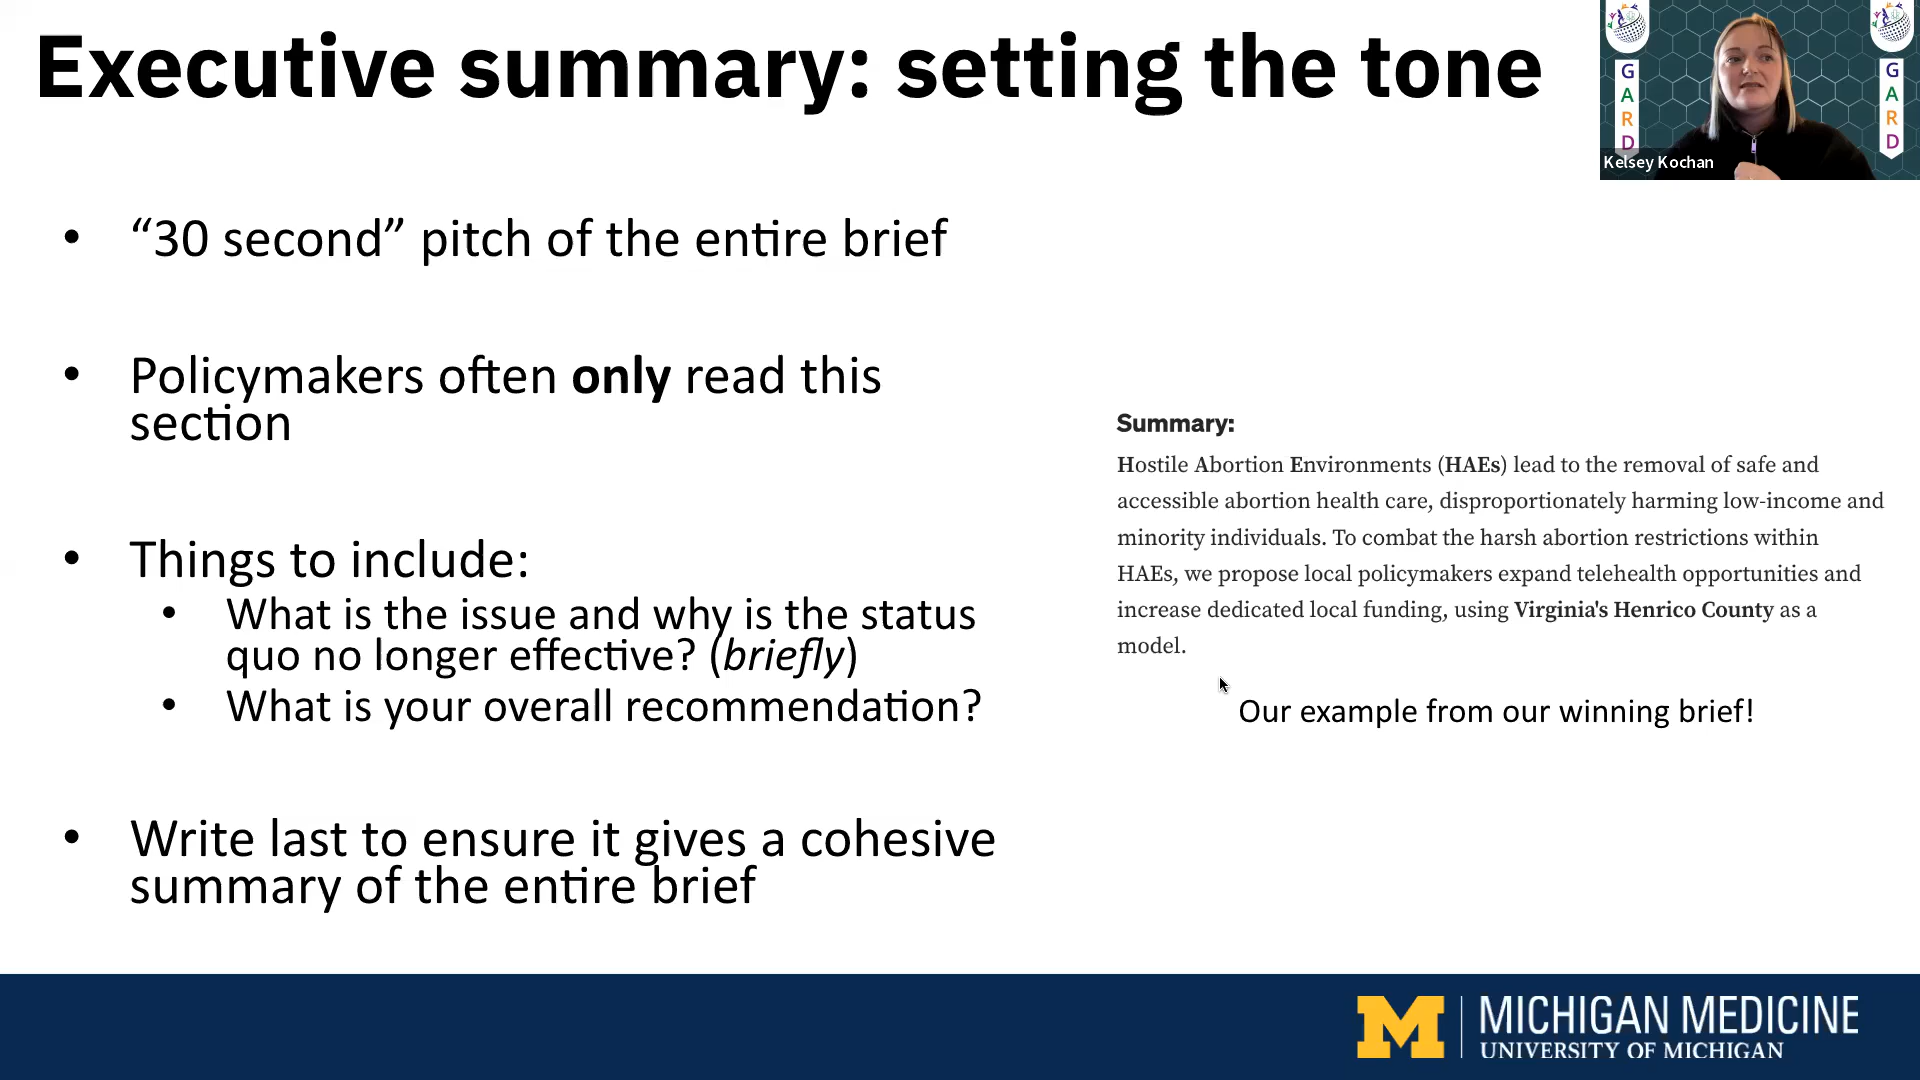 Executive summary: setting the tone
G
A
R
D
G
A
R
D
Kelsey Kochan
• “30 second” pitch of the entire brief
• Policymakers often only read this
section
• Things to include:
• What is the issue and why is the status
quo no longer effective? (briefly)
• What is your overall recommendation?
• Write last to ensure it gives a cohesive
summary of the entire brief
Summary:
Hostile Abortion Environments (HAEs) lead to the removal of safe and
accessible abortion health care, disproportionately harming low-income and
minority individuals. To combat the harsh abortion restrictions within
HAEs, we propose local policymakers expand telehealth opportunities and
increase dedicated local funding, using Virginia's Henrico County as a
model.
Our example from our winning brief!
M
MICHIGAN MEDICINE
UNIVERSITY OF MICHIGAN